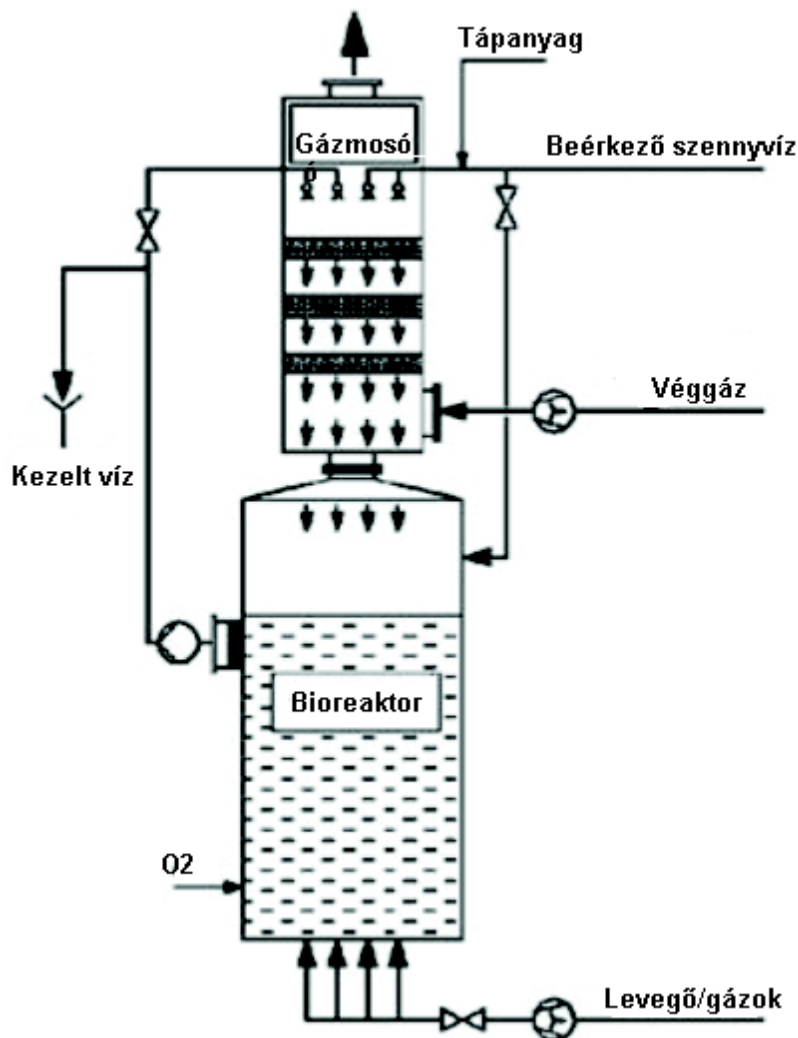 Tápanyag
Gázmosó
ó
Beérkező szennyvíz
Véggáz
Kezelt víz
Bioreaktor
O2
Levegő/gázok